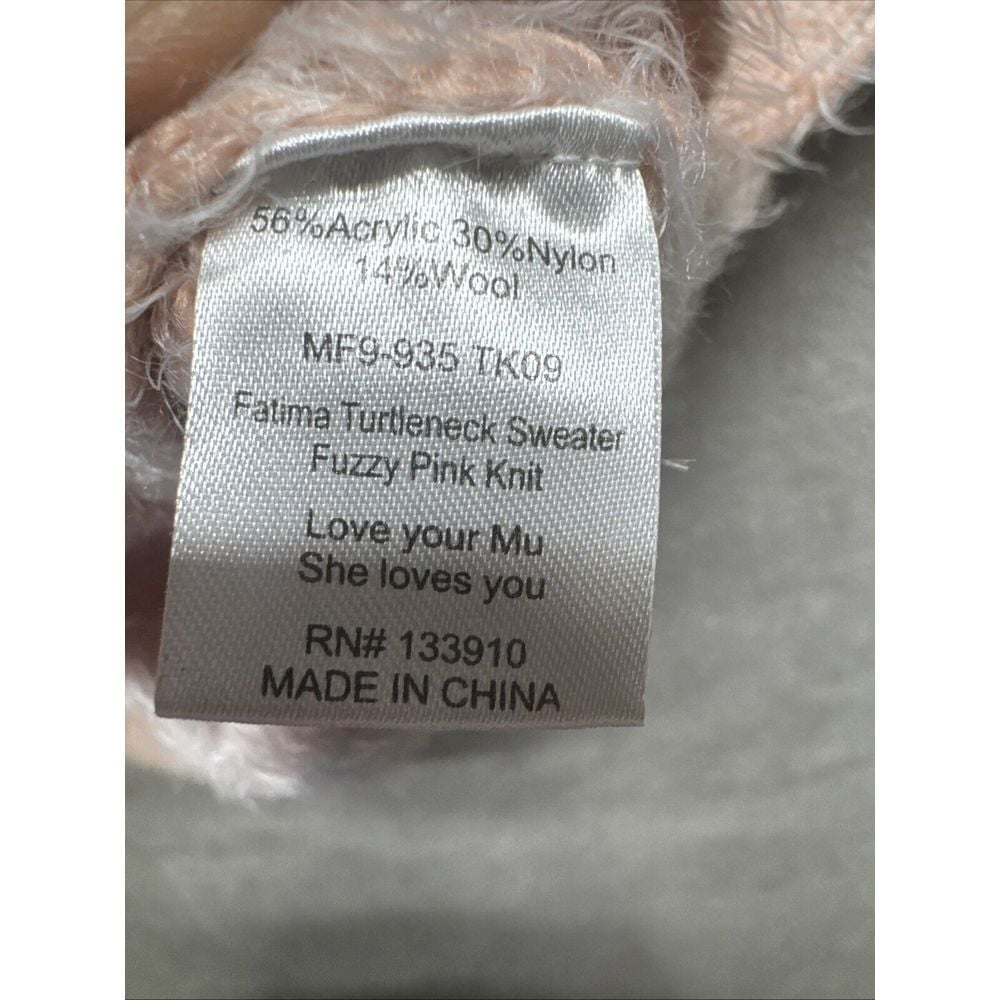 56%Acrylic 30%Nylon
14%Wool
MF9-935 TK09
Fatima Turtleneck Sweater
Fuzzy Pink Knit
Love your Mu
She loves you
RN# 133910
MADE IN CHINA